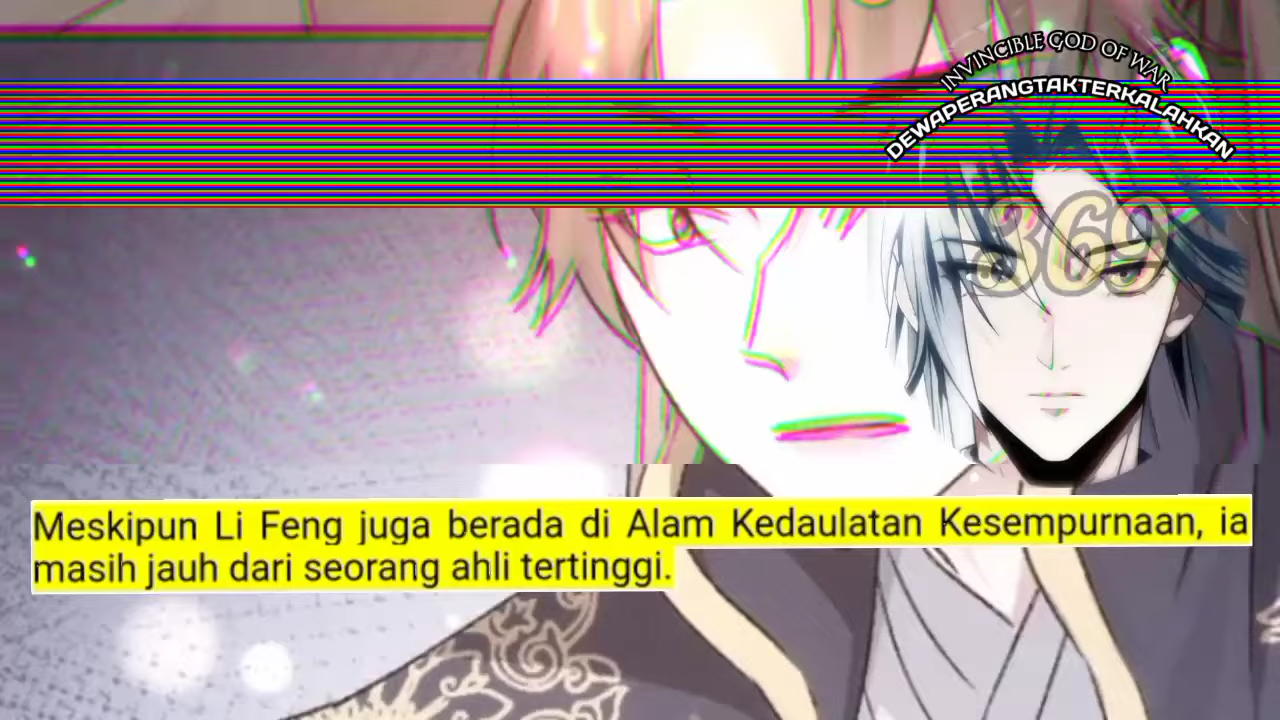 INVINCIBLE GOD OF WAR
DEWAPERANGTAKTERKALAHKAN
369
Meskipun Li Feng juga berada di Alam Kedaulatan Kesempurnaan, ia
masih jauh dari seorang ahli tertinggi.